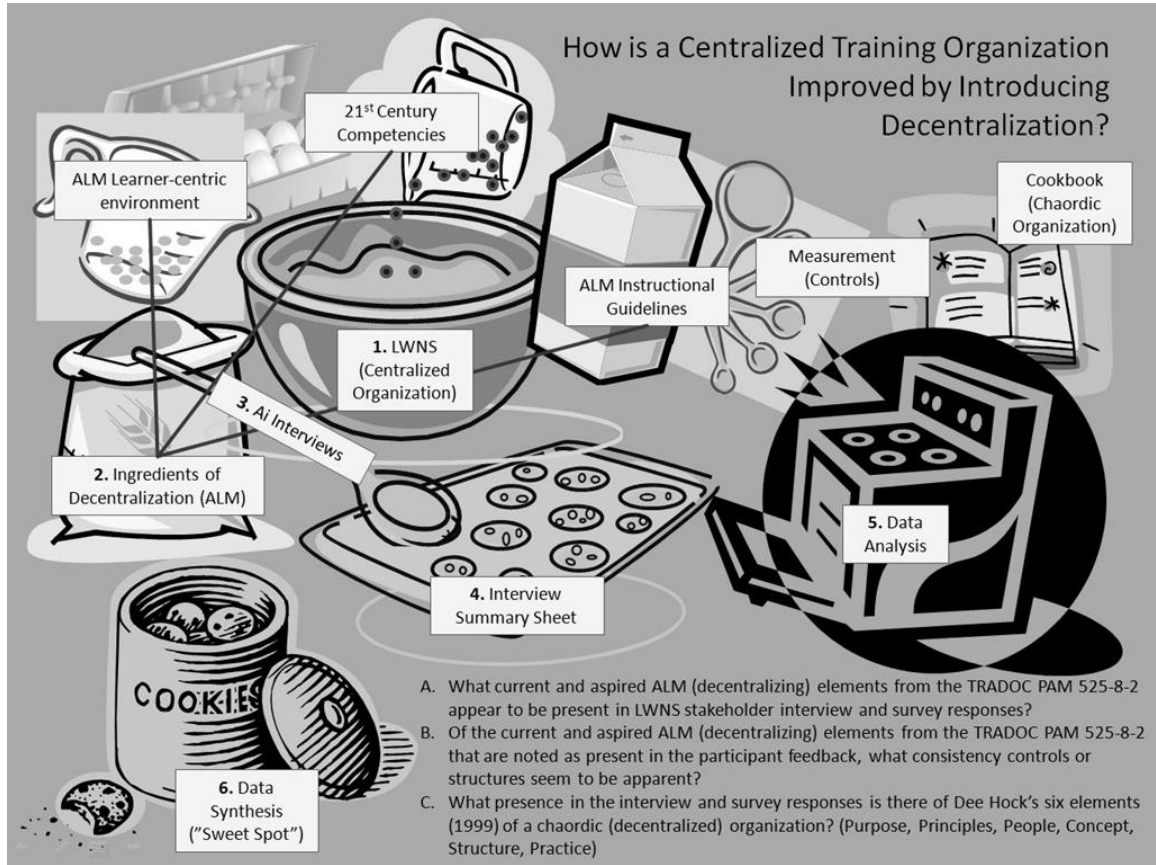 How is a Centralized Training Organization
Improved by Introducing
Decentralization?
21st Century
Competencies
ALM Learner-centric
environment
Cookbook
(Chaordic
Organization)
Measurement
(Controls)
ALM Instructional
Guidelines
1. LWNS
(Centralized
Organization)
3. Ai Interviews
2. Ingredients of
Decentralization (ALM)
5. Data
Analysis
4. Interview
Summary Sheet
COOKIES
6. Data
Synthesis
("Sweet Spot")
A. What current and aspired ALM (decentralizing) elements from the TRADOC PAM 525-8-2
appear to be present in LWNS stakeholder interview and survey responses?
B. Of the current and aspired ALM (decentralizing) elements from the TRADOC PAM 525-8-2
that are noted as present in the participant feedback, what consistency controls or
structures seem to be apparent?
C. What presence in the interview and survey responses is there of Dee Hock's six elements
(1999) of a chaordic (decentralized) organization? (Purpose, Principles, People, Concept,
Structure, Practice)